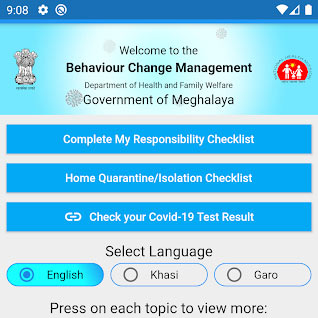 9:08
Welcome to the
Behaviour Change Management
Department of Health and Family Welfare
Government of Meghalaya
Complete My Responsibility Checklist
Home Quarantine/Isolation Checklist
Check your Covid-19 Test Result
Select Language
English
Khasi
Garo
Press on each topic to view more: